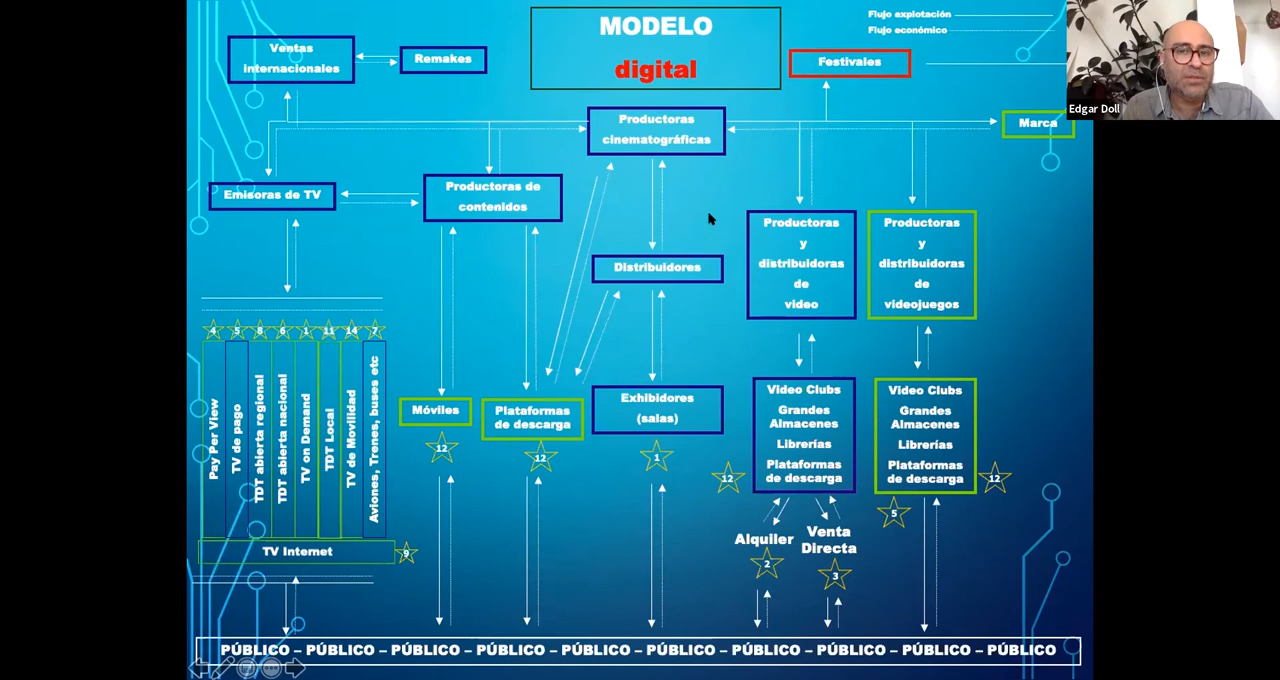 MODELO
digital
Flujo explotación
Flujo económico
Edgar Doll
Ventas
internacionales
Remakes
Festivales
Productoras
cinematográficas
Marca
Emisoras de TV
Productoras de
contenidos
Distribuidores
Productoras
y
distribuidoras
de
video
Productoras
y
distribuidoras
de
videojuegos
4
5
8
6
1
11
14
7
Pay Per View
TV de pago
TDT abierta regional
TDT abierta nacional
TV on Demand
TDT Local
TV de Movilidad
Aviones, Trenes, buses etc
TV Internet
9
Móviles
12
Plataformas
de descarga
12
Exhibidores
(salas)
1
Video Clubs
Grandes
Almacenes
Librerías
Plataformas
de descarga
12
Video Clubs
Grandes
Almacenes
Librerías
Plataformas
de descarga
12
5
Alquiler
2
Venta
Directa
3
PÚBLICO – PÚBLICO – PÚBLICO – PÚBLICO – PÚBLICO – PÚBLICO – PÚBLICO – PÚBLICO – PÚBLICO – PÚBLICO